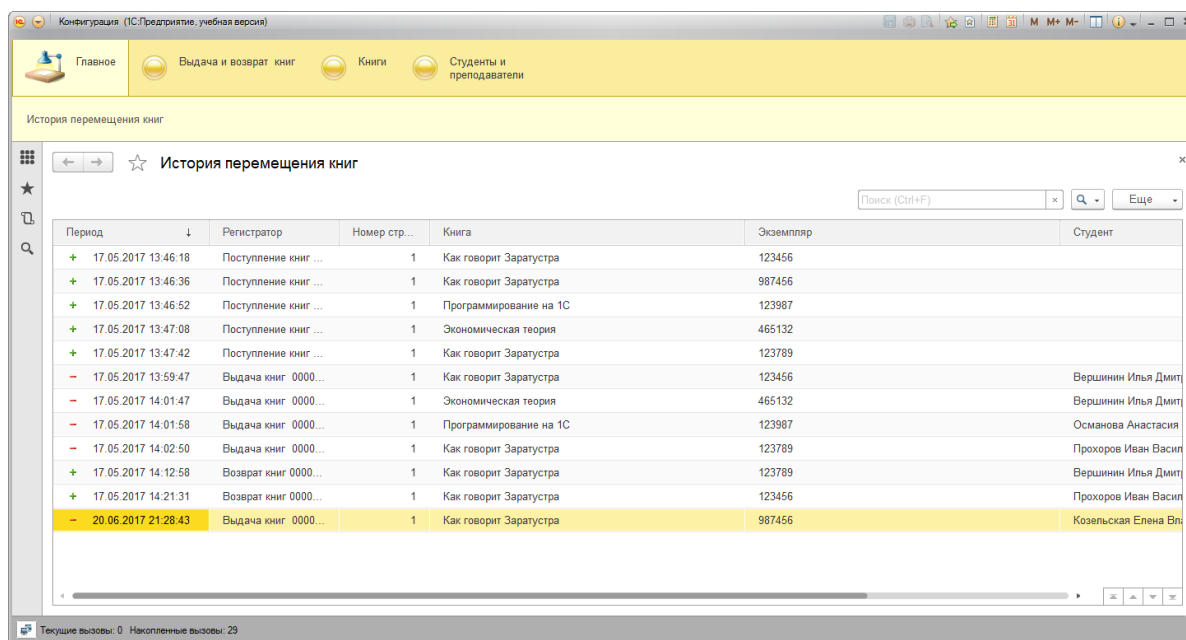 Конфигурация (1С:Предприятие, учебная версия)
M M+ M-
Главное
Выдача и возврат книг
Книги
Студенты и
преподаватели
История перемещения книг
История перемещения книг
Поиск (Ctrl+F)
Еще
Период Регистратор Номер стр... Книга Экземпляр Студент
17.05.2017 13:46:18 Поступление книг ... 1 Как говорит Заратустра 123456
17.05.2017 13:46:36 Поступление книг ... 1 Как говорит Заратустра 987456
17.05.2017 13:46:52 Поступление книг ... 1 Программирование на 1С 123987
17.05.2017 13:47:08 Поступление книг ... 1 Экономическая теория 465132
17.05.2017 13:47:42 Поступление книг ... 1 Как говорит Заратустра 123789
17.05.2017 13:59:47 Выдача книг 0000... 1 Как говорит Заратустра 123456 Вершинин Илья Дмит
17.05.2017 14:01:47 Выдача книг 0000... 1 Экономическая теория 465132 Вершинин Илья Дмит
17.05.2017 14:01:58 Выдача книг 0000... 1 Программирование на 1С 123987 Османова Анастасия
17.05.2017 14:02:50 Выдача книг 0000... 1 Как говорит Заратустра 123789 Прохоров Иван Васил
17.05.2017 14:12:58 Возврат книг 0000... 1 Как говорит Заратустра 123789 Вершинин Илья Дмит
17.05.2017 14:21:31 Возврат книг 0000... 1 Как говорит Заратустра 123456 Прохоров Иван Васил
20.06.2017 21:28:43 Выдача книг 0000... 1 Как говорит Заратустра 987456 Козельская Елена Вла
Текущие вызовы: 0 Накопленные вызовы: 29